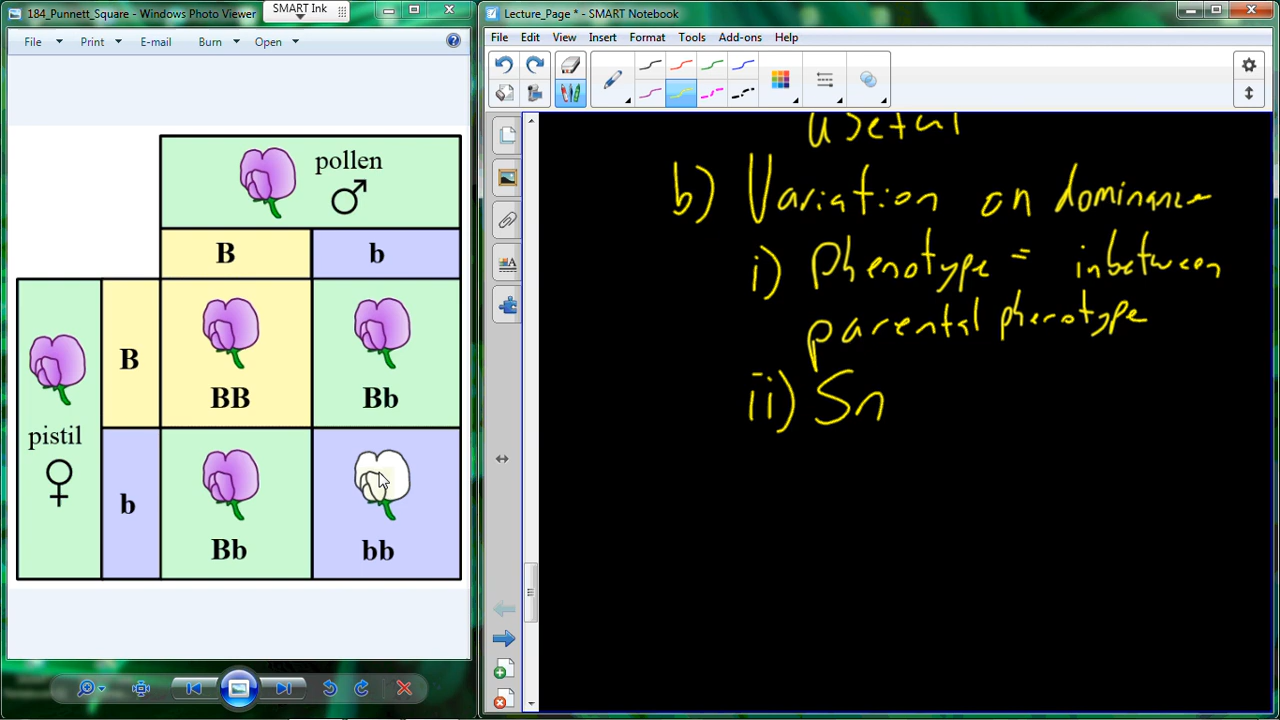 184_Punnett_Square - Windows Photo Viewer
SMART Ink
File Print E-mail Burn Open
pollen
♂
B b
pistil
♀
B
BB Bb
b
Bb bb
Lecture_Page * - SMART Notebook
File Edit View Insert Format Tools Add-ons Help
useful
b) Variation on dominance
i) Phenotype = inbetween
parental phenotype
ii) Sn